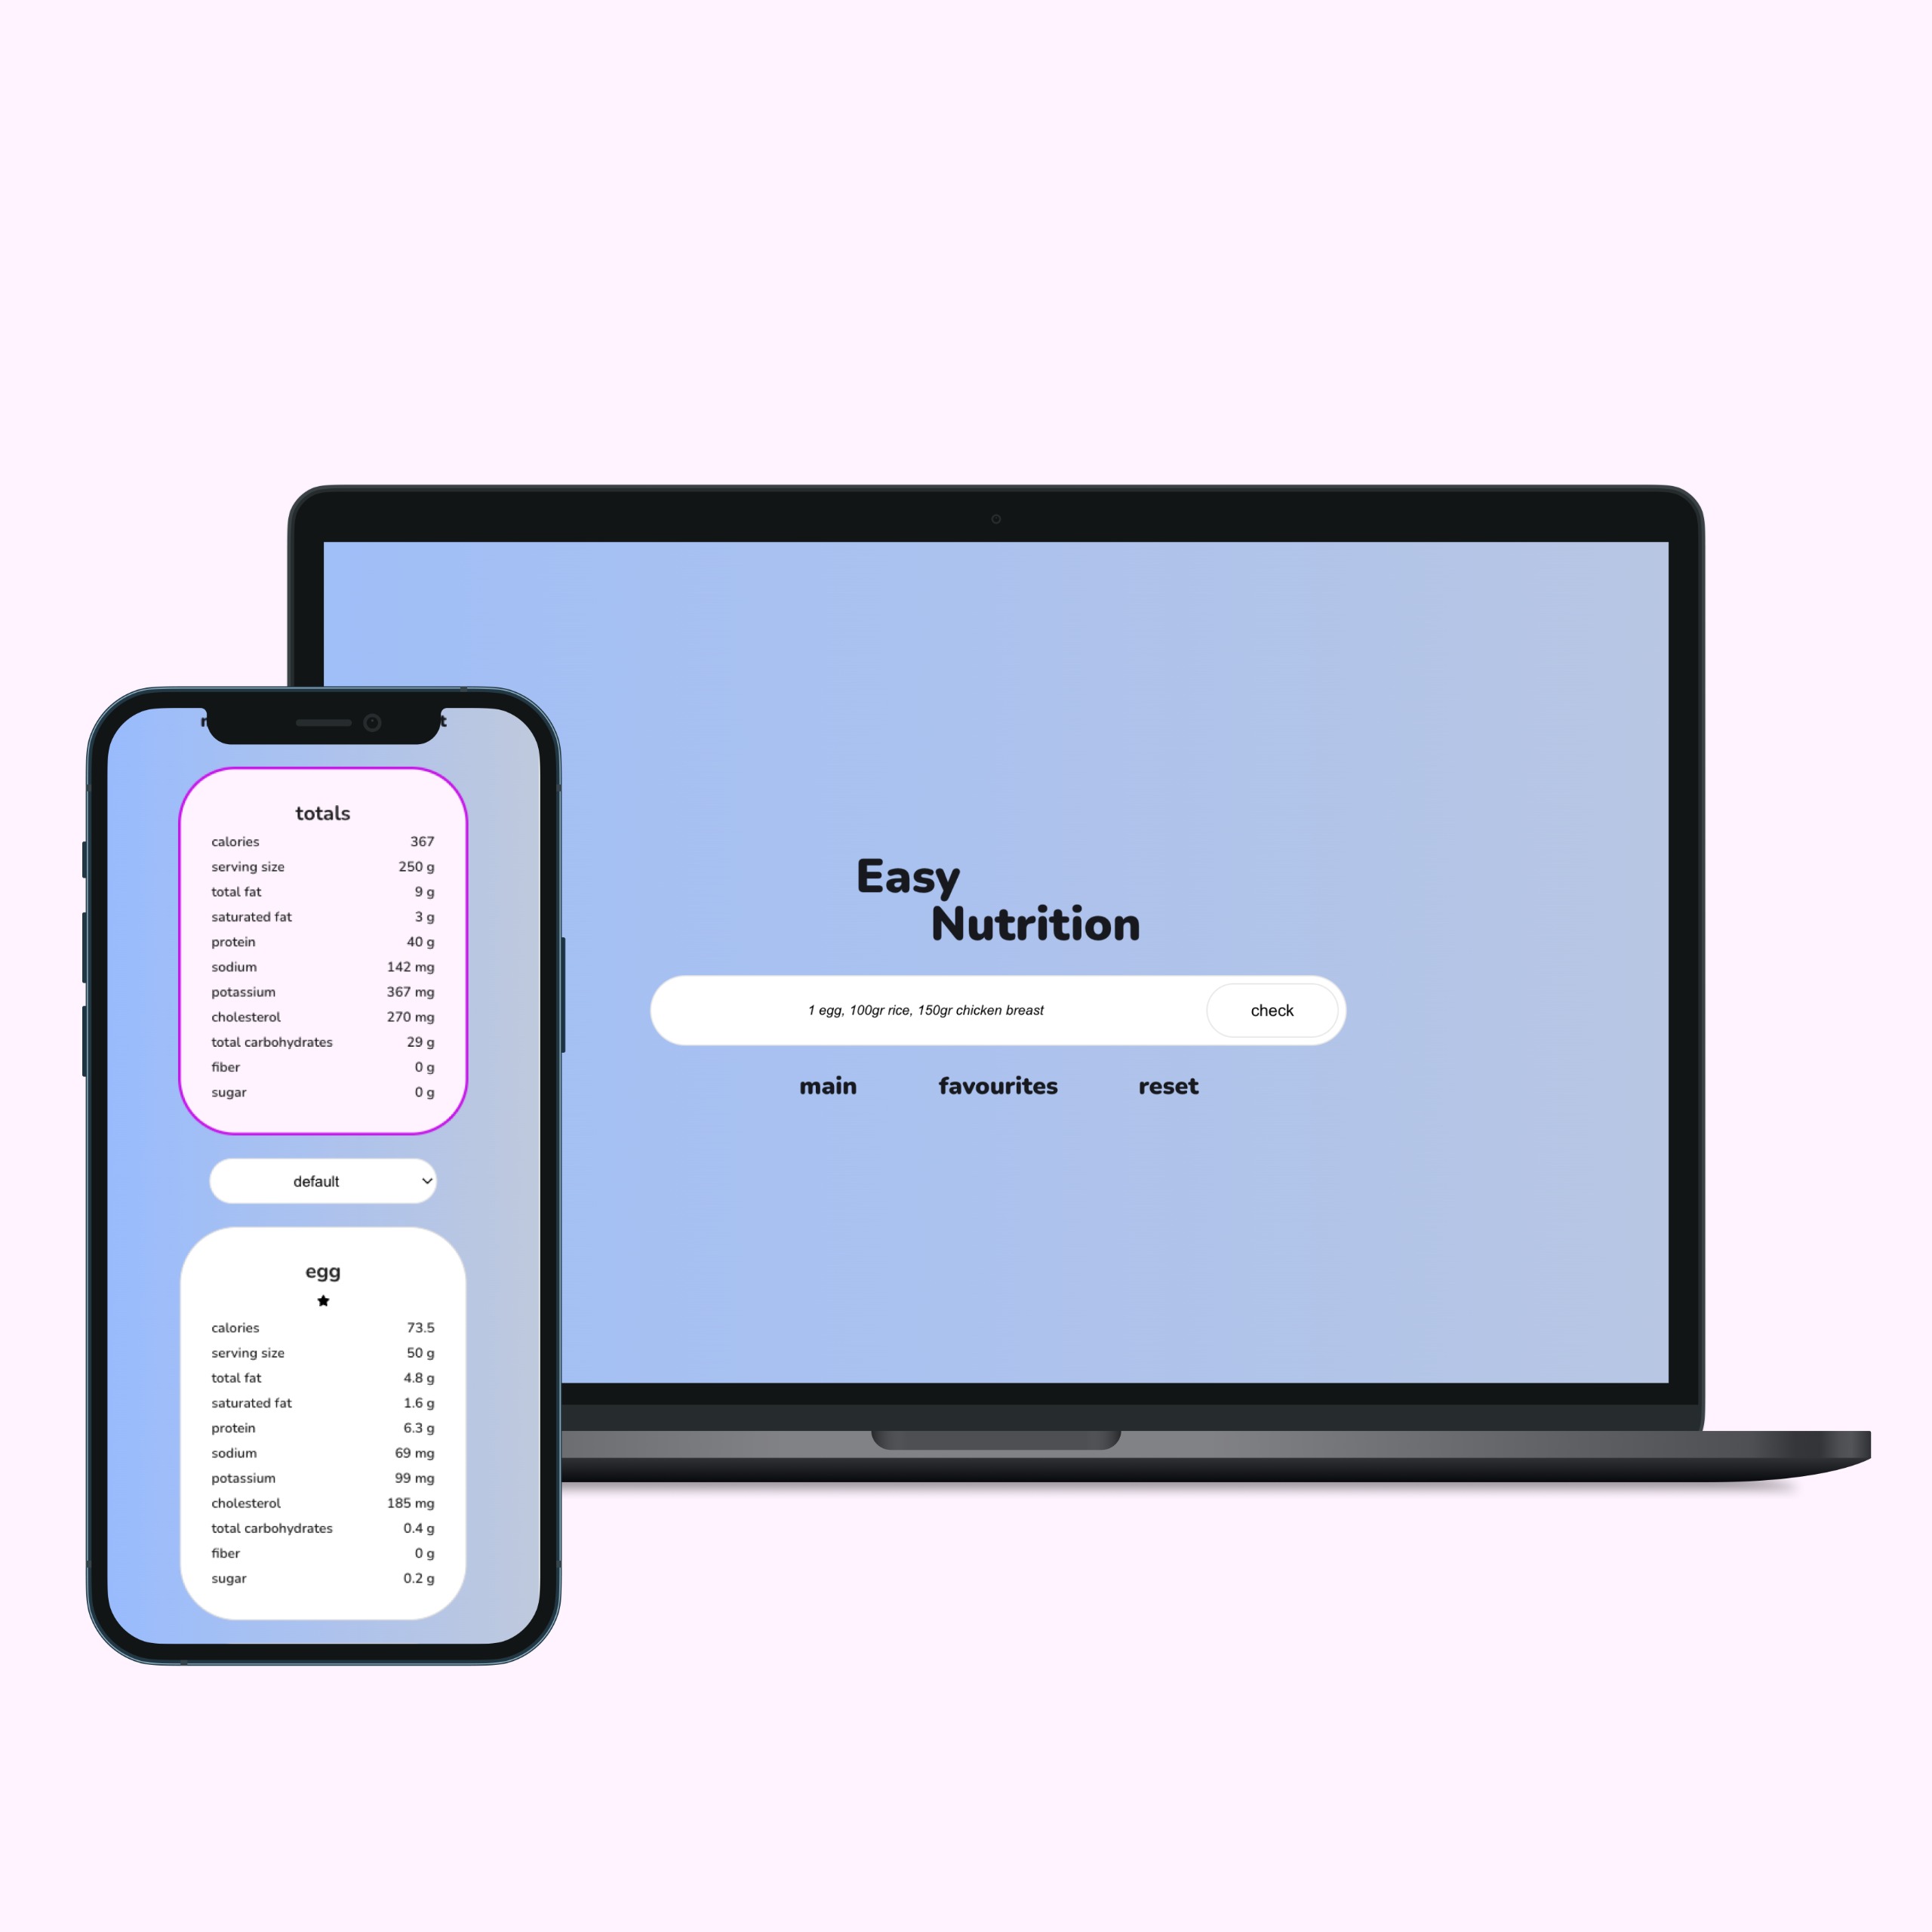 Easy
Nutrition
1 egg, 100gr rice, 150gr chicken breast check
main favourites reset
totals
calories 367
serving size 250 g
total fat 9 g
saturated fat 3 g
protein 40 g
sodium 142 mg
potassium 367 mg
cholesterol 270 mg
total carbohydrates 29 g
fiber 0 g
sugar 0 g
default
egg
calories 73.5
serving size 50 g
total fat 4.8 g
saturated fat 1.6 g
protein 6.3 g
sodium 69 mg
potassium 99 mg
cholesterol 185 mg
total carbohydrates 0.4 g
fiber 0 g
sugar 0.2 g